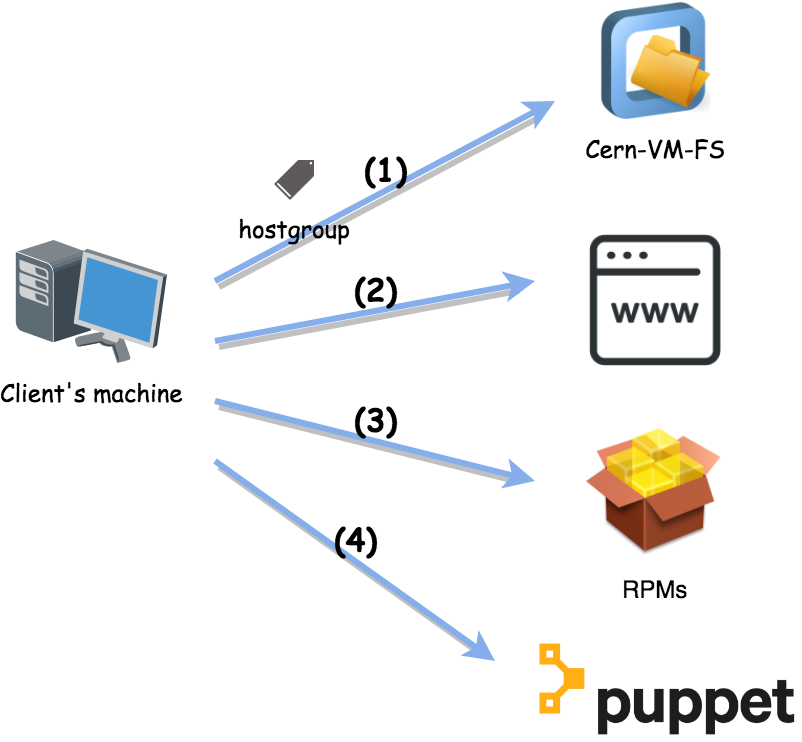 Cern-VM-FS
(1)
hostgroup
(2)
www
Client's machine
(3)
(4)
RPMs
puppet